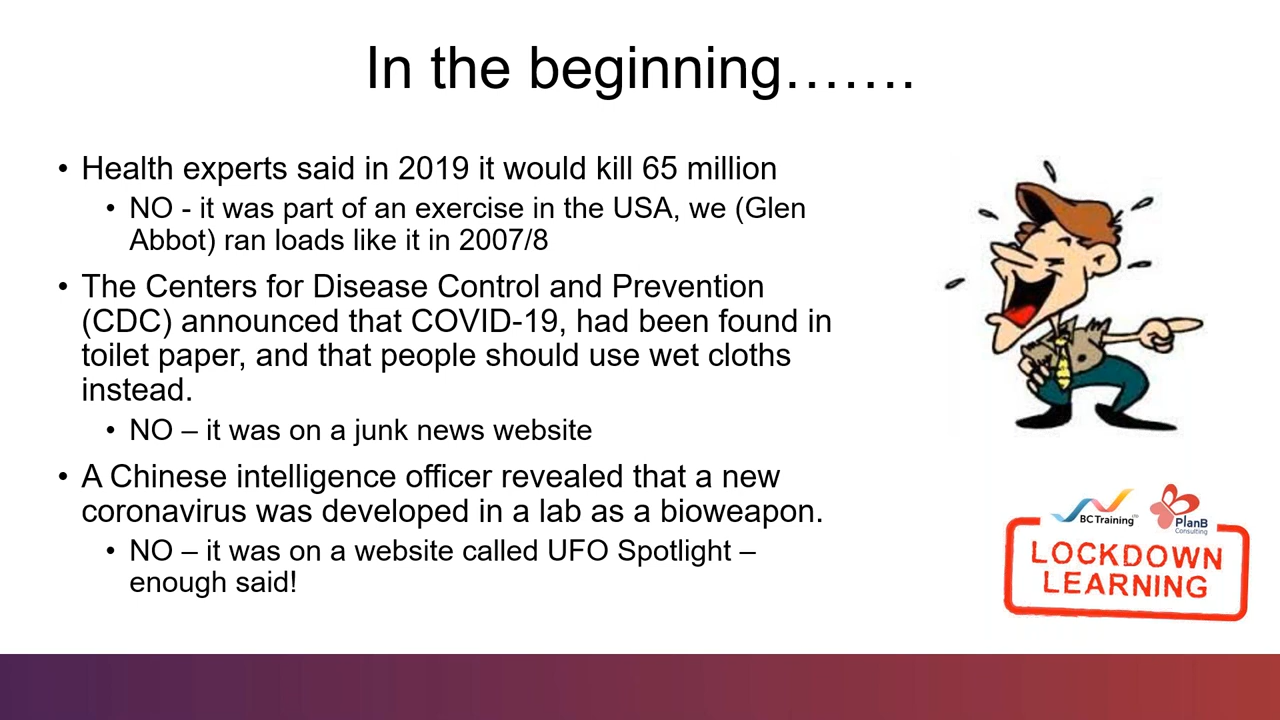 In the beginning…….
• Health experts said in 2019 it would kill 65 million
• NO - it was part of an exercise in the USA, we (Glen
Abbot) ran loads like it in 2007/8
• The Centers for Disease Control and Prevention
(CDC) announced that COVID-19, had been found in
toilet paper, and that people should use wet cloths
instead.
• NO – it was on a junk news website
• A Chinese intelligence officer revealed that a new
coronavirus was developed in a lab as a bioweapon.
• NO – it was on a website called UFO Spotlight –
enough said!
BC Training LTD
PlanB
Consulting
LOCKDOWN
LEARNING